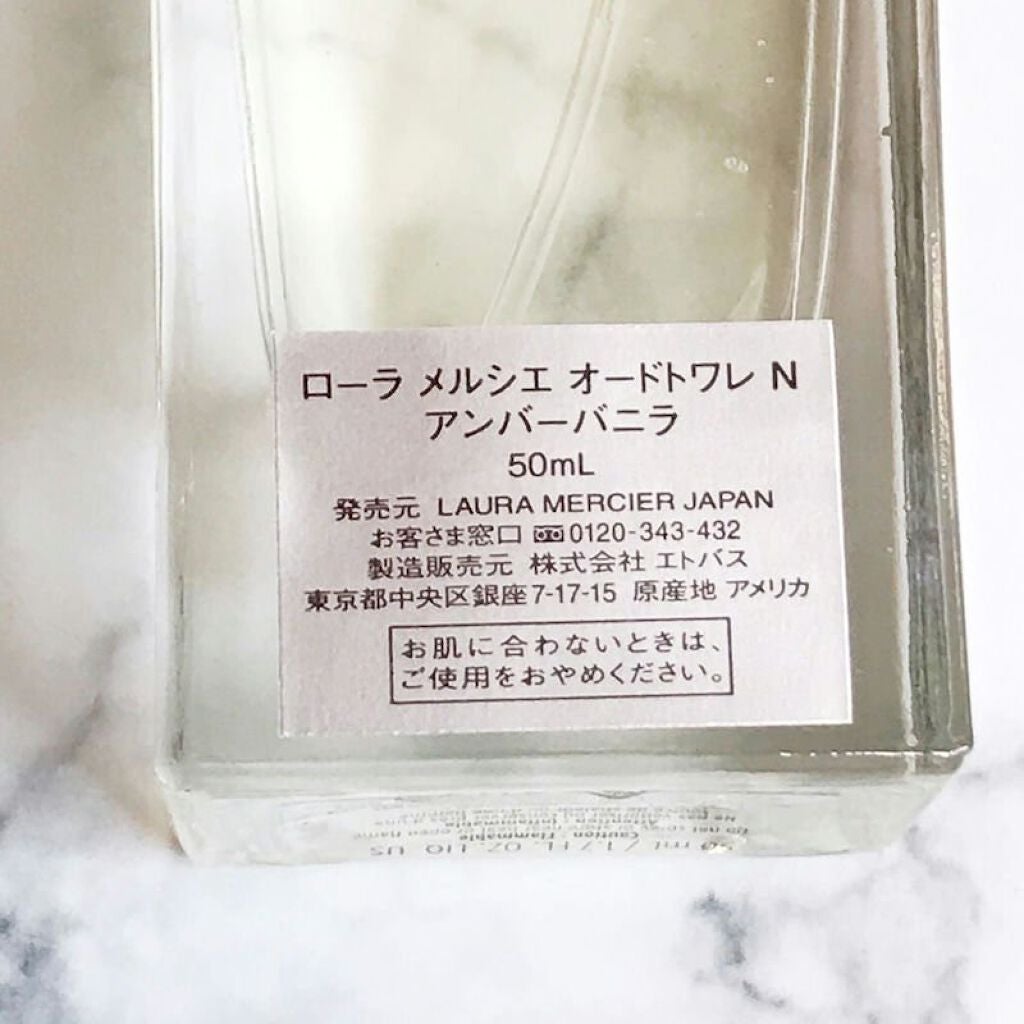 ローラ メルシエ オードトワレ N
アンバーバニラ
50mL
発売元 LAURA MERCIER JAPAN
お客さま窓口 0120-343-432
製造販売元 株式会社 エトバス
東京都中央区銀座7-17-15 原産地 アメリカ
お肌に合わないときは、
ご使用をおやめください。
Caution : Flammable